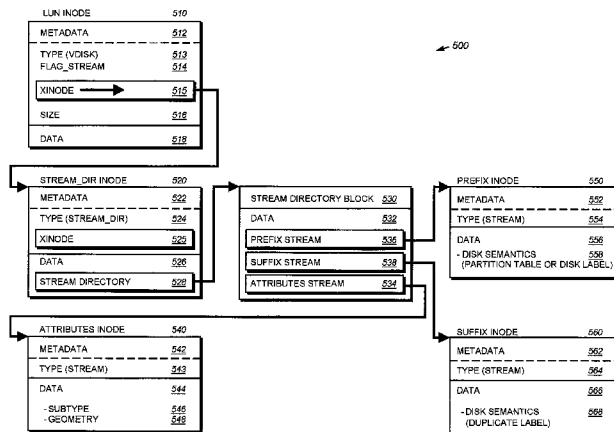 LUN INODE 510
METADATA 512
TYPE (VDISK) 513
FLAG_STREAM 514
XINODE 515
SIZE 516
DATA 518
500
STREAM_DIR INODE 520
METADATA 522
TYPE (STREAM_DIR) 524
XINODE 525
DATA 526
STREAM DIRECTORY 528
STREAM DIRECTORY BLOCK 530
DATA 532
PREFIX STREAM 536
SUFFIX STREAM 538
ATTRIBUTES STREAM 534
PREFIX INODE 550
METADATA 552
TYPE (STREAM) 554
DATA 556
- DISK SEMANTICS 558
(PARTITION TABLE OR DISK LABEL)
ATTRIBUTES INODE 540
METADATA 542
TYPE (STREAM) 543
DATA 544
- SUBTYPE 546
- GEOMETRY 548
SUFFIX INODE 560
METADATA 562
TYPE (STREAM) 564
DATA 566
- DISK SEMANTICS 568
(DUPLICATE LABEL)